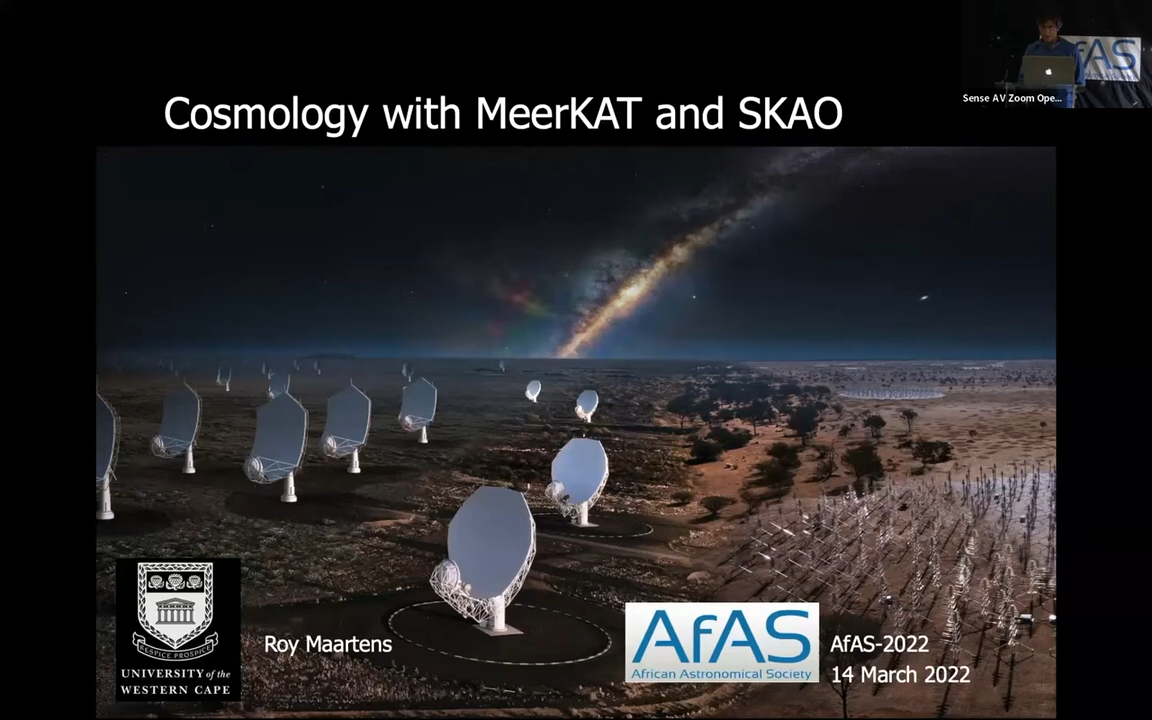 AfAS
Sense AV Zoom Ope...
Cosmology with MeerKAT and SKAO
RESPICE PROSPICE
UNIVERSITY of the
WESTERN CAPE
Roy Maartens
AfAS
African Astronomical Society
AfAS-2022
14 March 2022